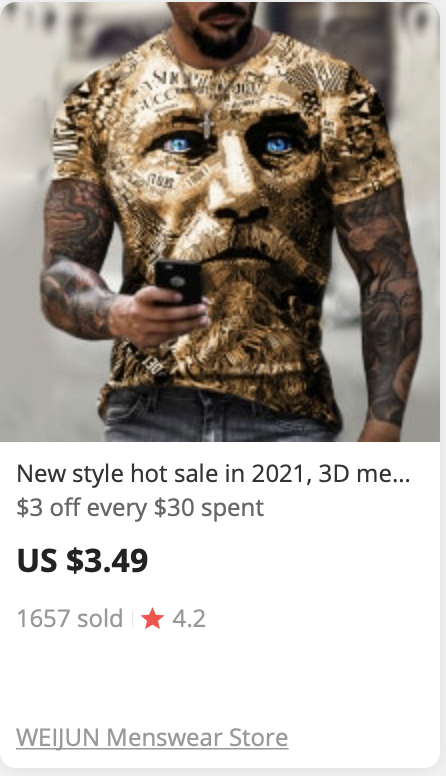 New style hot sale in 2021, 3D me...
$3 off every $30 spent
US $3.49
1657 sold
4.2
WEIJUN Menswear Store